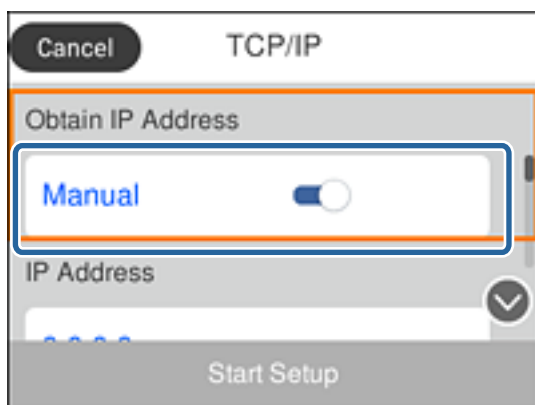 Cancel
TCP/IP
Obtain IP Address
Manual
IP Address
Start Setup